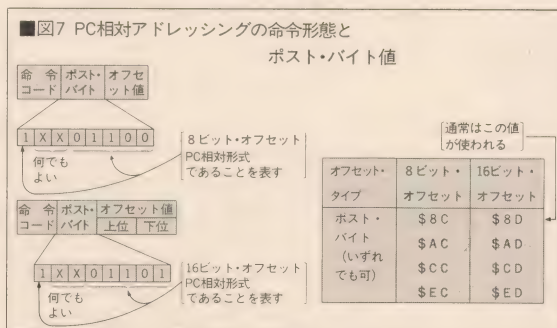 ■図7 PC相対アドレッシングの命令形態と
ポスト・バイト値
命令コード ポスト・バイト オフセット値
1 X X 0 1 1 0 0
何でもよい
8ビット・オフセット
PC相対形式
であることを表す
命令コード ポスト・バイト オフセット値 上位 下位
1 X X 0 1 1 0 1
何でもよい
16ビット・オフセット
PC相対形式
であることを表す
通常はこの値
が使われる
オフセット・タイプ 8ビット・オフセット 16ビット・オフセット
ポスト・バイト(いずれでも可) $8C $8D
$AC $AD
$CC $CD
$EC $ED